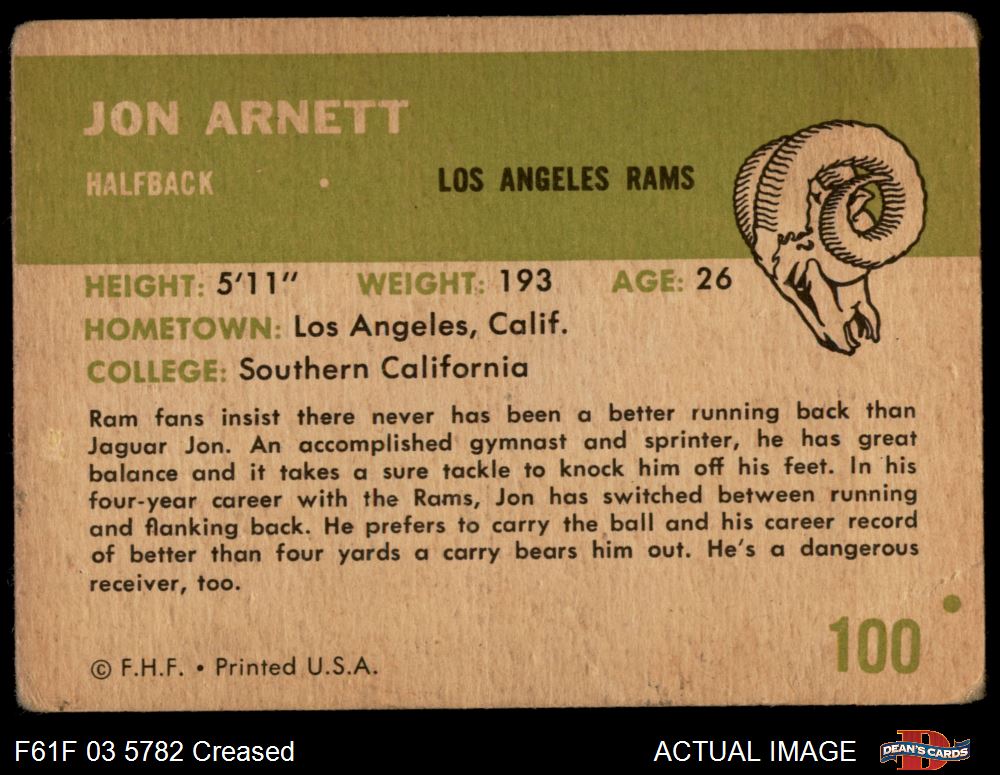 JON ARNETT
HALFBACK • LOS ANGELES RAMS
HEIGHT: 5'11" WEIGHT: 193 AGE: 26
HOMETOWN: Los Angeles, Calif.
COLLEGE: Southern California
Ram fans insist there never has been a better running back than
Jaguar Jon. An accomplished gymnast and sprinter, he has great
balance and it takes a sure tackle to knock him off his feet. In his
four-year career with the Rams, Jon has switched between running
and flanking back. He prefers to carry the ball and his career record
of better than four yards a carry bears him out. He's a dangerous
receiver, too.
100
© F.H.F. • Printed U.S.A.
F61F 03 5782 Creased
ACTUAL IMAGE
D
DEAN'S CARDS